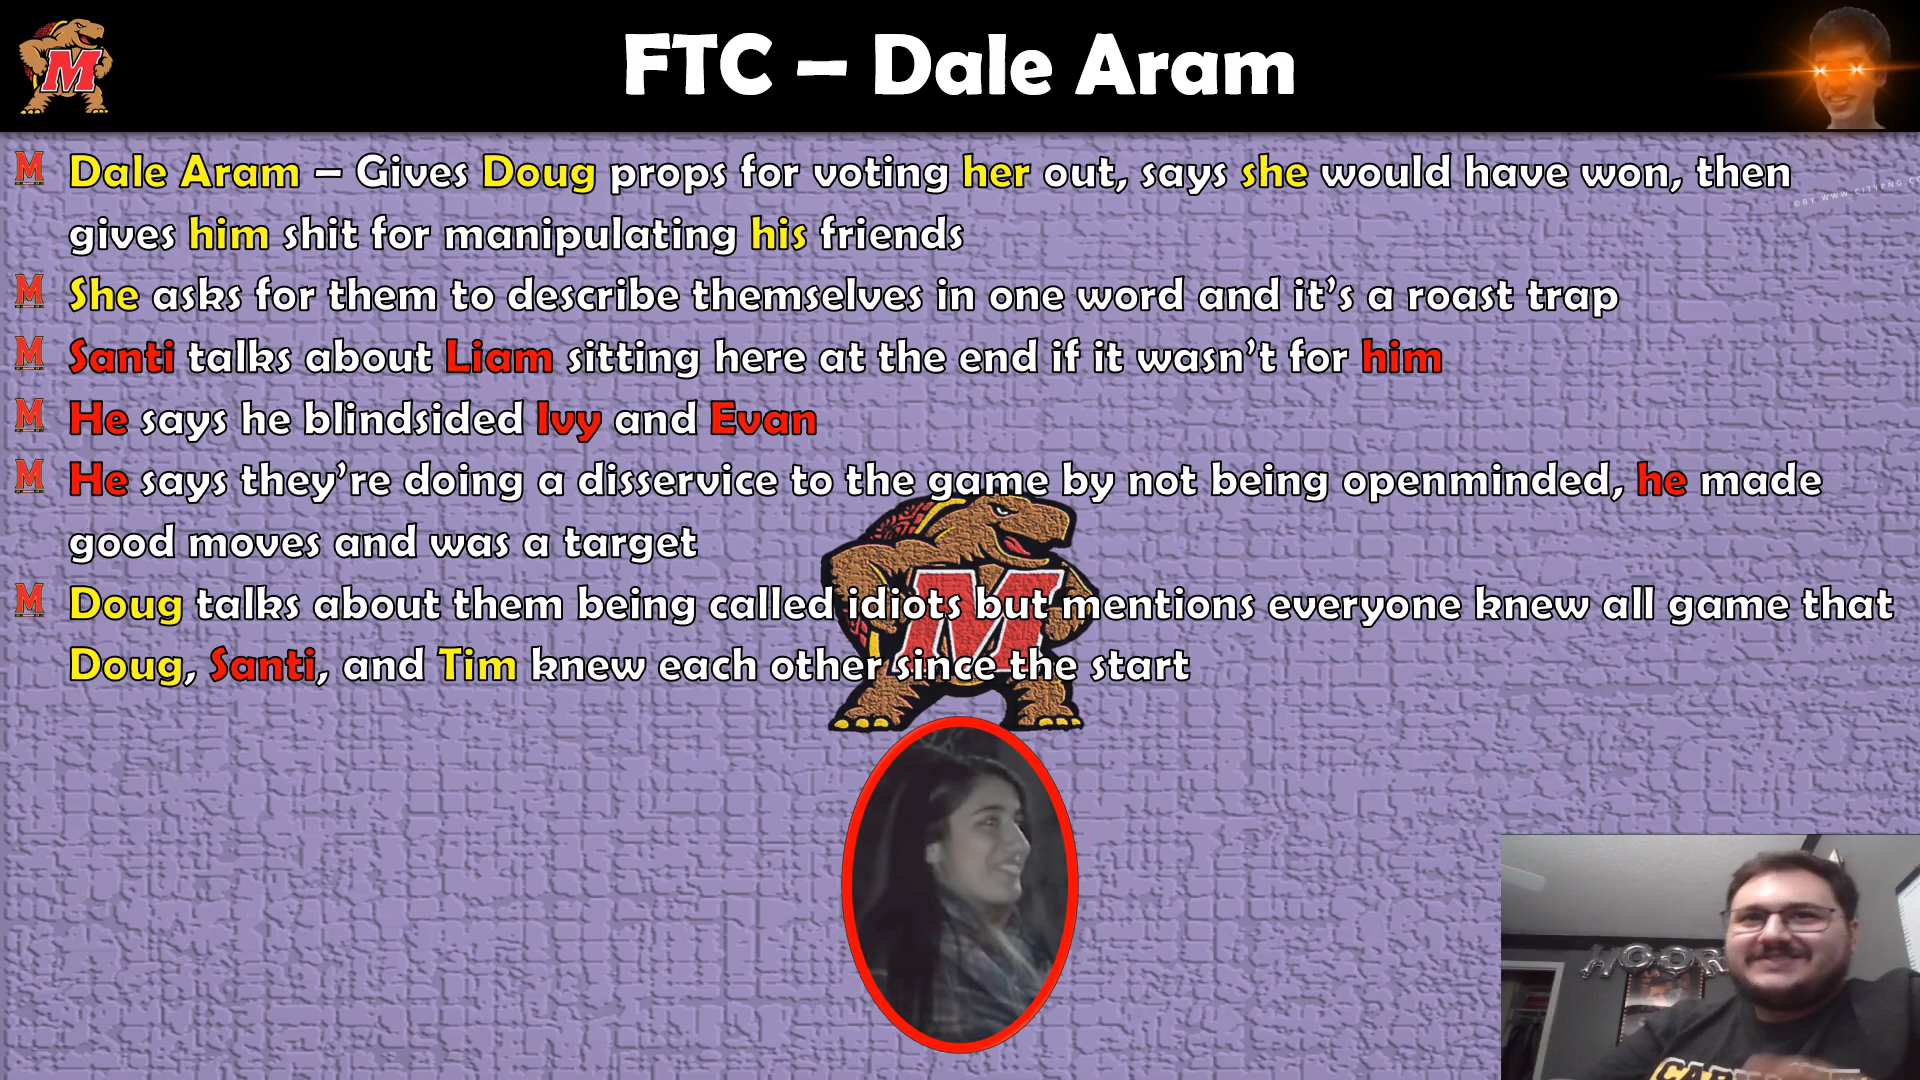 FTC – Dale Aram
Dale Aram – Gives Doug props for voting her out, says she would have won, then
gives him shit for manipulating his friends
She asks for them to describe themselves in one word and it's a roast trap
Santi talks about Liam sitting here at the end if it wasn't for him
He says he blindsided Ivy and Evan
He says they're doing a disservice to the game by not being openminded, he made
good moves and was a target
Doug talks about them being called idiots but mentions everyone knew all game that
Doug, Santi, and Tim knew each other since the start
M